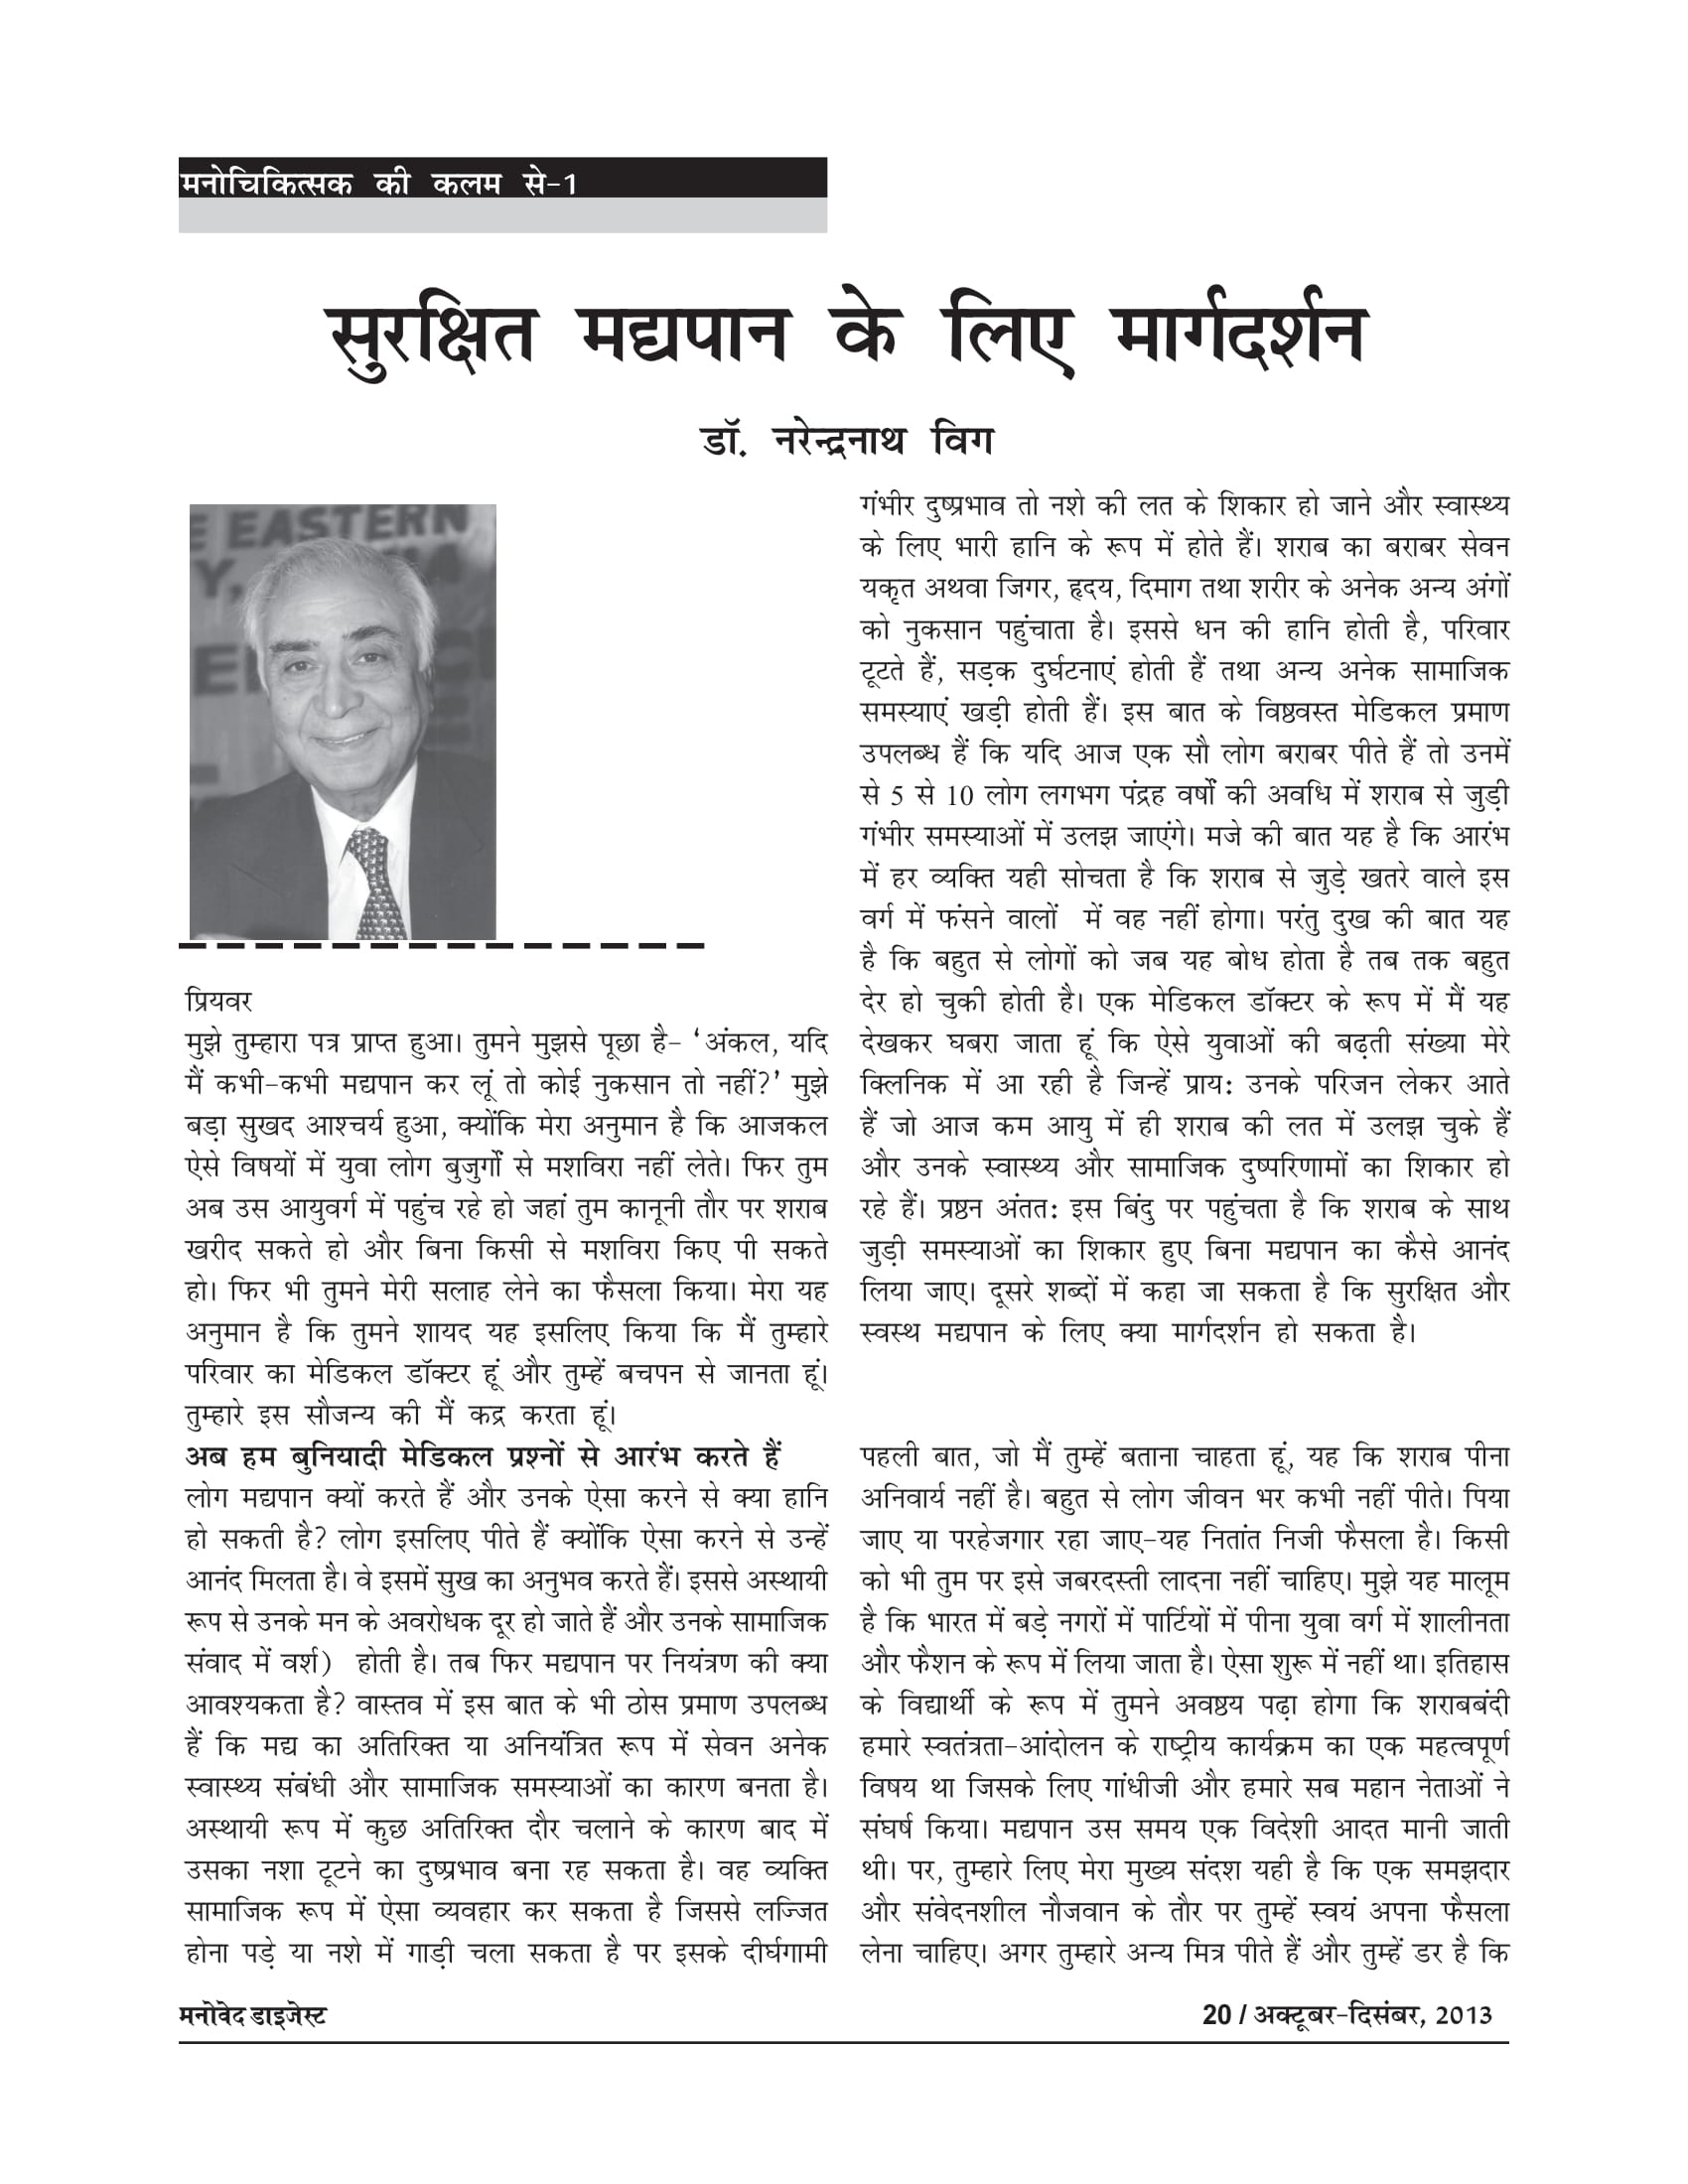 मनोचिकित्सक की कलम से-1
सुरक्षित मद्यपान के लिए मार्गदर्शन
डॉ. नरेन्द्रनाथ विग
E EASTERN
प्रियवर
मुझे तुम्हारा पत्र प्राप्त हुआ। तुमने मुझसे पूछा है- ‘अंकल, यदि
मैं कभी-कभी मद्यपान कर लूं तो कोई नुकसान तो नहीं?’ मुझे
बड़ा सुखद आश्चर्य हुआ, क्योंकि मेरा अनुमान है कि आजकल
ऐसे विषयों में युवा लोग बुजुर्गों से मशविरा नहीं लेते। फिर तुम
अब उस आयुवर्ग में पहुंच रहे हो जहां तुम कानूनी तौर पर शराब
खरीद सकते हो और बिना किसी से मशविरा किए पी सकते
हो। फिर भी तुमने मेरी सलाह लेने का फैसला किया। मेरा यह
अनुमान है कि तुमने शायद यह इसलिए किया कि मैं तुम्हारे
परिवार का मेडिकल डॉक्टर हूं और तुम्हें बचपन से जानता हूं।
तुम्हारे इस सौजन्य की मैं कद्र करता हूं।
अब हम बुनियादी मेडिकल प्रश्नों से आरंभ करते हैं
लोग मद्यपान क्यों करते हैं और उनके ऐसा करने से क्या हानि
हो सकती है? लोग इसलिए पीते हैं क्योंकि ऐसा करने से उन्हें
आनंद मिलता है। वे इसमें सुख का अनुभव करते हैं। इससे अस्थायी
रूप से उनके मन के अवरोधक दूर हो जाते हैं और उनके सामाजिक
संवाद में वर्श) होती है। तब फिर मद्यपान पर नियंत्रण की क्या
आवश्यकता है? वास्तव में इस बात के भी ठोस प्रमाण उपलब्ध
हैं कि मद्य का अतिरिक्त या अनियंत्रित रूप में सेवन अनेक
स्वास्थ्य संबंधी और सामाजिक समस्याओं का कारण बनता है।
अस्थायी रूप में कुछ अतिरिक्त दौर चलाने के कारण बाद में
उसका नशा टूटने का दुष्प्रभाव बना रह सकता है। वह व्यक्ति
सामाजिक रूप में ऐसा व्यवहार कर सकता है जिससे लज्जित
होना पड़े या नशे में गाड़ी चला सकता है पर इसके दीर्घगामी
गंभीर दुष्प्रभाव तो नशे की लत के शिकार हो जाने और स्वास्थ्य
के लिए भारी हानि के रूप में होते हैं। शराब का बराबर सेवन
यकृत अथवा जिगर, हृदय, दिमाग तथा शरीर के अनेक अन्य अंगों
को नुकसान पहुंचाता है। इससे धन की हानि होती है, परिवार
टूटते हैं, सड़क दुर्घटनाएं होती हैं तथा अन्य अनेक सामाजिक
समस्याएं खड़ी होती हैं। इस बात के विष्ठवस्त मेडिकल प्रमाण
उपलब्ध हैं कि यदि आज एक सौ लोग बराबर पीते हैं तो उनमें
से 5 से 10 लोग लगभग पंद्रह वर्षों की अवधि में शराब से जुड़ी
गंभीर समस्याओं में उलझ जाएंगे। मजे की बात यह है कि आरंभ
में हर व्यक्ति यही सोचता है कि शराब से जुड़े खतरे वाले इस
वर्ग में फंसने वालों में वह नहीं होगा। परंतु दुख की बात यह
है कि बहुत से लोगों को जब यह बोध होता है तब तक बहुत
देर हो चुकी होती है। एक मेडिकल डॉक्टर के रूप में मैं यह
देखकर घबरा जाता हूं कि ऐसे युवाओं की बढ़ती संख्या मेरे
क्लिनिक में आ रही है जिन्हें प्राय: उनके परिजन लेकर आते
हैं जो आज कम आयु में ही शराब की लत में उलझ चुके हैं
और उनके स्वास्थ्य और सामाजिक दुष्परिणामों का शिकार हो
रहे हैं। प्रष्ठन अंतत: इस बिंदु पर पहुंचता है कि शराब के साथ
जुड़ी समस्याओं का शिकार हुए बिना मद्यपान का कैसे आनंद
लिया जाए। दूसरे शब्दों में कहा जा सकता है कि सुरक्षित और
स्वस्थ मद्यपान के लिए क्या मार्गदर्शन हो सकता है।
पहली बात, जो मैं तुम्हें बताना चाहता हूं, यह कि शराब पीना
अनिवार्य नहीं है। बहुत से लोग जीवन भर कभी नहीं पीते। पिया
जाए या परहेजगार रहा जाए-यह नितांत निजी फैसला है। किसी
को भी तुम पर इसे जबरदस्ती लादना नहीं चाहिए। मुझे यह मालूम
है कि भारत में बड़े नगरों में पार्टियों में पीना युवा वर्ग में शालीनता
और फैशन के रूप में लिया जाता है। ऐसा शुरू में नहीं था। इतिहास
के विद्यार्थी के रूप में तुमने अवष्ठय पढ़ा होगा कि शराबबंदी
हमारे स्वतंत्रता-आंदोलन के राष्ट्रीय कार्यक्रम का एक महत्वपूर्ण
विषय था जिसके लिए गांधीजी और हमारे सब महान नेताओं ने
संघर्ष किया। मद्यपान उस समय एक विदेशी आदत मानी जाती
थी। पर, तुम्हारे लिए मेरा मुख्य संदश यही है कि एक समझदार
और संवेदनशील नौजवान के तौर पर तुम्हें स्वयं अपना फैसला
लेना चाहिए। अगर तुम्हारे अन्य मित्र पीते हैं और तुम्हें डर है कि
मनोवेद डाइजेस्ट
20 / अक्टूबर-दिसंबर, 2013